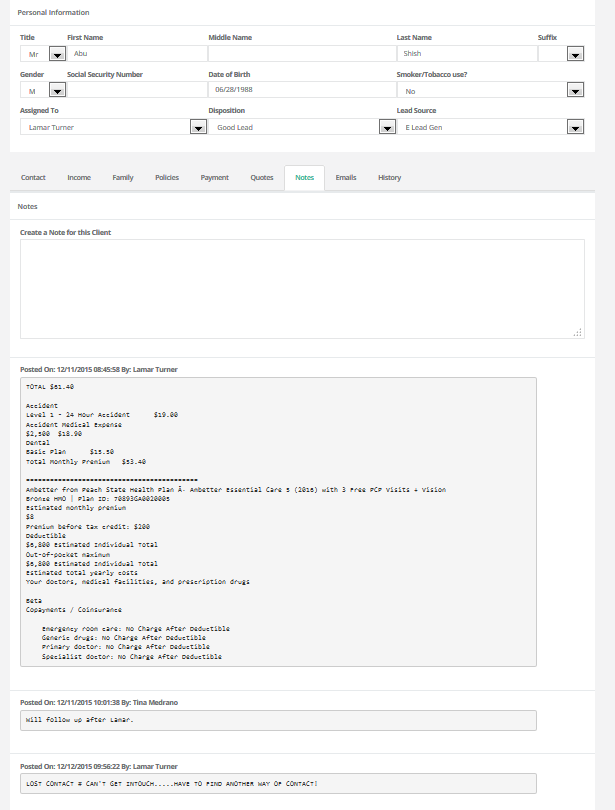 Personal Information
Title First Name Middle Name Last Name Suffix
Mr Abu Shish
Gender Social Security Number Date of Birth Smoker/Tobacco use?
M 06/28/1988 No
Assigned To Disposition Lead Source
Lamar Turner Good Lead E Lead Gen
Contact Income Family Policies Payment Quotes Notes Emails History
Notes
Create a Note for this Client
Posted On: 12/11/2015 08:45:58 By: Lamar Turner
TOTAL $61.40
Accident
Level 1 - 24 Hour Accident $19.00
Accident Medical Expense
$2,500 $18.90
Dental
Basic Plan $15.50
Total Monthly Premium $53.40
==========================================
Ambetter from Peach State Health Plan Â· Ambetter Essential Care 5 (2016) with 3 Free PCP Visits + Vision
Bronze HMO | Plan ID: 70893GA0020005
Estimated monthly premium
$8
Premium before tax credit: $200
Deductible
$6,800 Estimated Individual Total
Out-of-pocket maximum
$6,800 Estimated Individual Total
Estimated total yearly costs
Your doctors, medical facilities, and prescription drugs
Beta
Copayments / Coinsurance
Emergency room care: No Charge After Deductible
Generic drugs: No Charge After Deductible
Primary doctor: No Charge After Deductible
Specialist doctor: No Charge After Deductible
Posted On: 12/11/2015 10:01:38 By: Tina Medrano
Will follow up after Lamar.
Posted On: 12/12/2015 09:56:22 By: Lamar Turner
LOST CONTACT # CAN'T GET INTOUCH.....HAVE TO FIND ANOTHER WAY OF CONTACT!